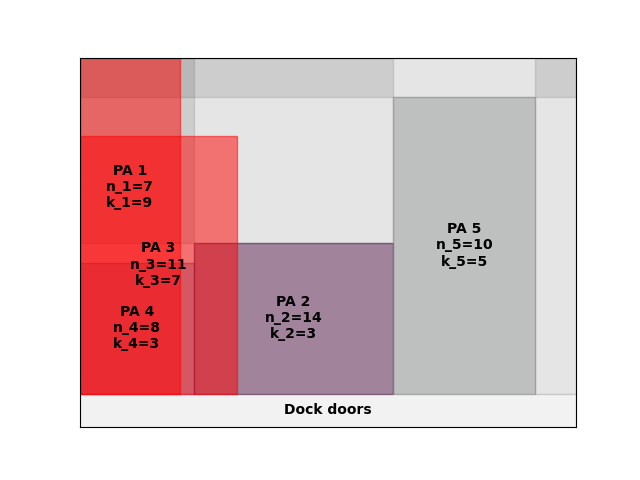 PA 1
n_1=7
k_1=9
PA 3
n_3=11
k_3=7
PA 4
n_4=8
k_4=3
PA 2
n_2=14
k_2=3
PA 5
n_5=10
k_5=5
Dock doors